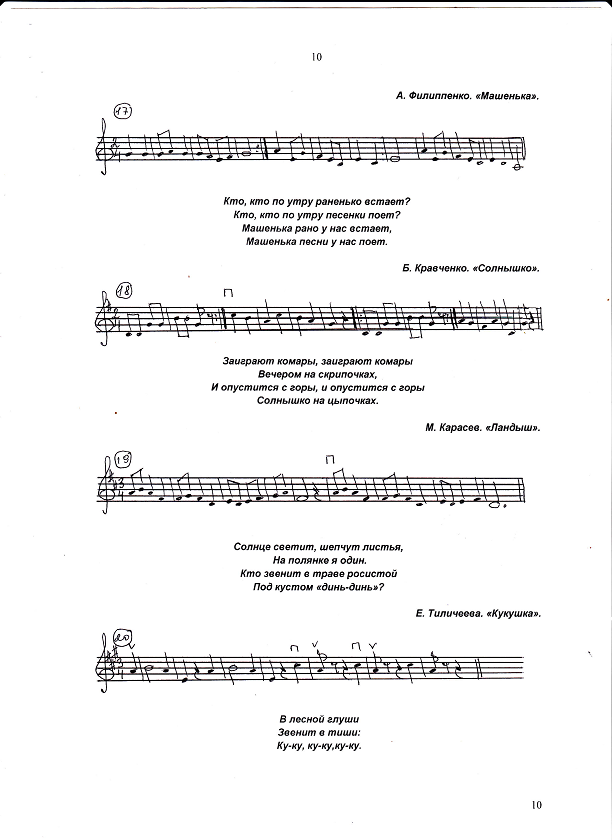 10
А. Филиппенко. «Машенька».
17
Кто, кто по утру раненько встает?
Кто, кто по утру песенки поет?
Машенька рано у нас встает,
Машенька песни у нас поет.
Б. Кравченко. «Солнышко».
18
Заиграют комары, заиграют комары
Вечером на скрипочках,
И опустится с горы, и опустится с горы
Солнышко на цыпочках.
М. Карасев. «Ландыш».
19
Солнце светит, шепчут листья,
На полянке я один.
Кто звенит в траве росистой
Под кустом «динь-динь»?
Е. Тиличеева. «Кукушка».
20
В лесной глуши
Звенит в тиши:
Ку-ку, ку-ку,ку-ку.
10